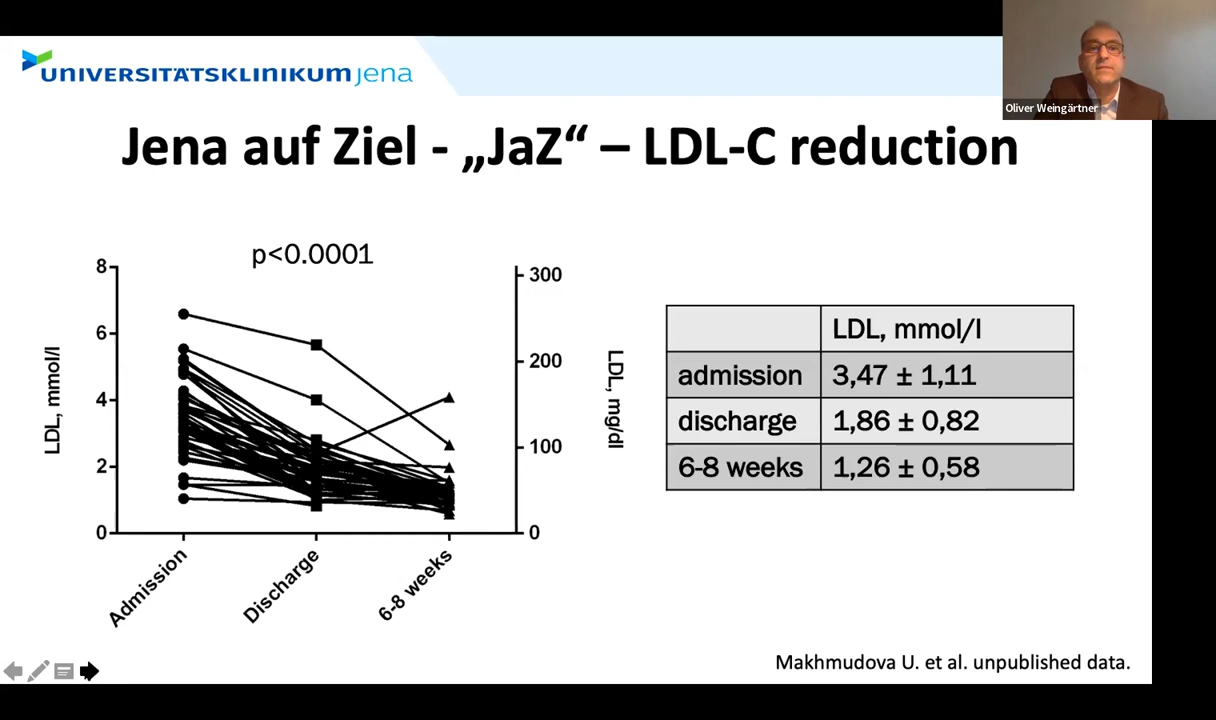 UNIVERSITÄTSKLINIKUM jena
Oliver Weingärtner
Jena auf Ziel - „JaZ“ – LDL-C reduction
p<0.0001
8
6
4
2
0
LDL, mmol/l
300
200
100
0
LDL, mg/dl
Admission
Discharge
6-8 weeks
LDL, mmol/l
admission 3,47 ± 1,11
discharge 1,86 ± 0,82
6-8 weeks 1,26 ± 0,58
Makhmudova U. et al. unpublished data.